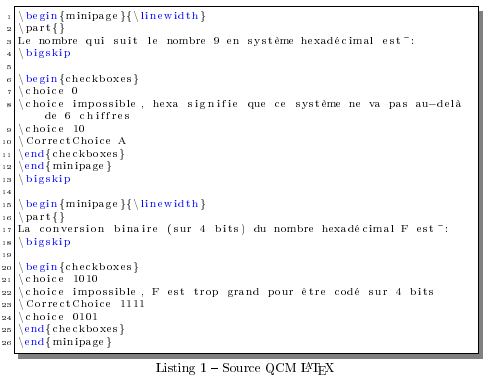 1 \begin{minipage}{\linewidth}
2 \part{}
3 Le nombre qui suit le nombre 9 en système hexadécimal est~:
4 \bigskip
5
6 \begin{checkboxes}
7 \choice 0
8 \choice impossible, hexa signifie que ce système ne va pas au-delà
de 6 chiffres
9 \choice 10
10 \CorrectChoice A
11 \end{checkboxes}
12 \end{minipage}
13 \bigskip
14
15 \begin{minipage}{\linewidth}
16 \part{}
17 La conversion binaire (sur 4 bits) du nombre hexadécimal F est~:
18 \bigskip
19
20 \begin{checkboxes}
21 \choice 1010
22 \choice impossible, F est trop grand pour être codé sur 4 bits
23 \CorrectChoice 1111
24 \choice 0101
25 \end{checkboxes}
26 \end{minipage}
Listing 1 – Source QCM LATEX